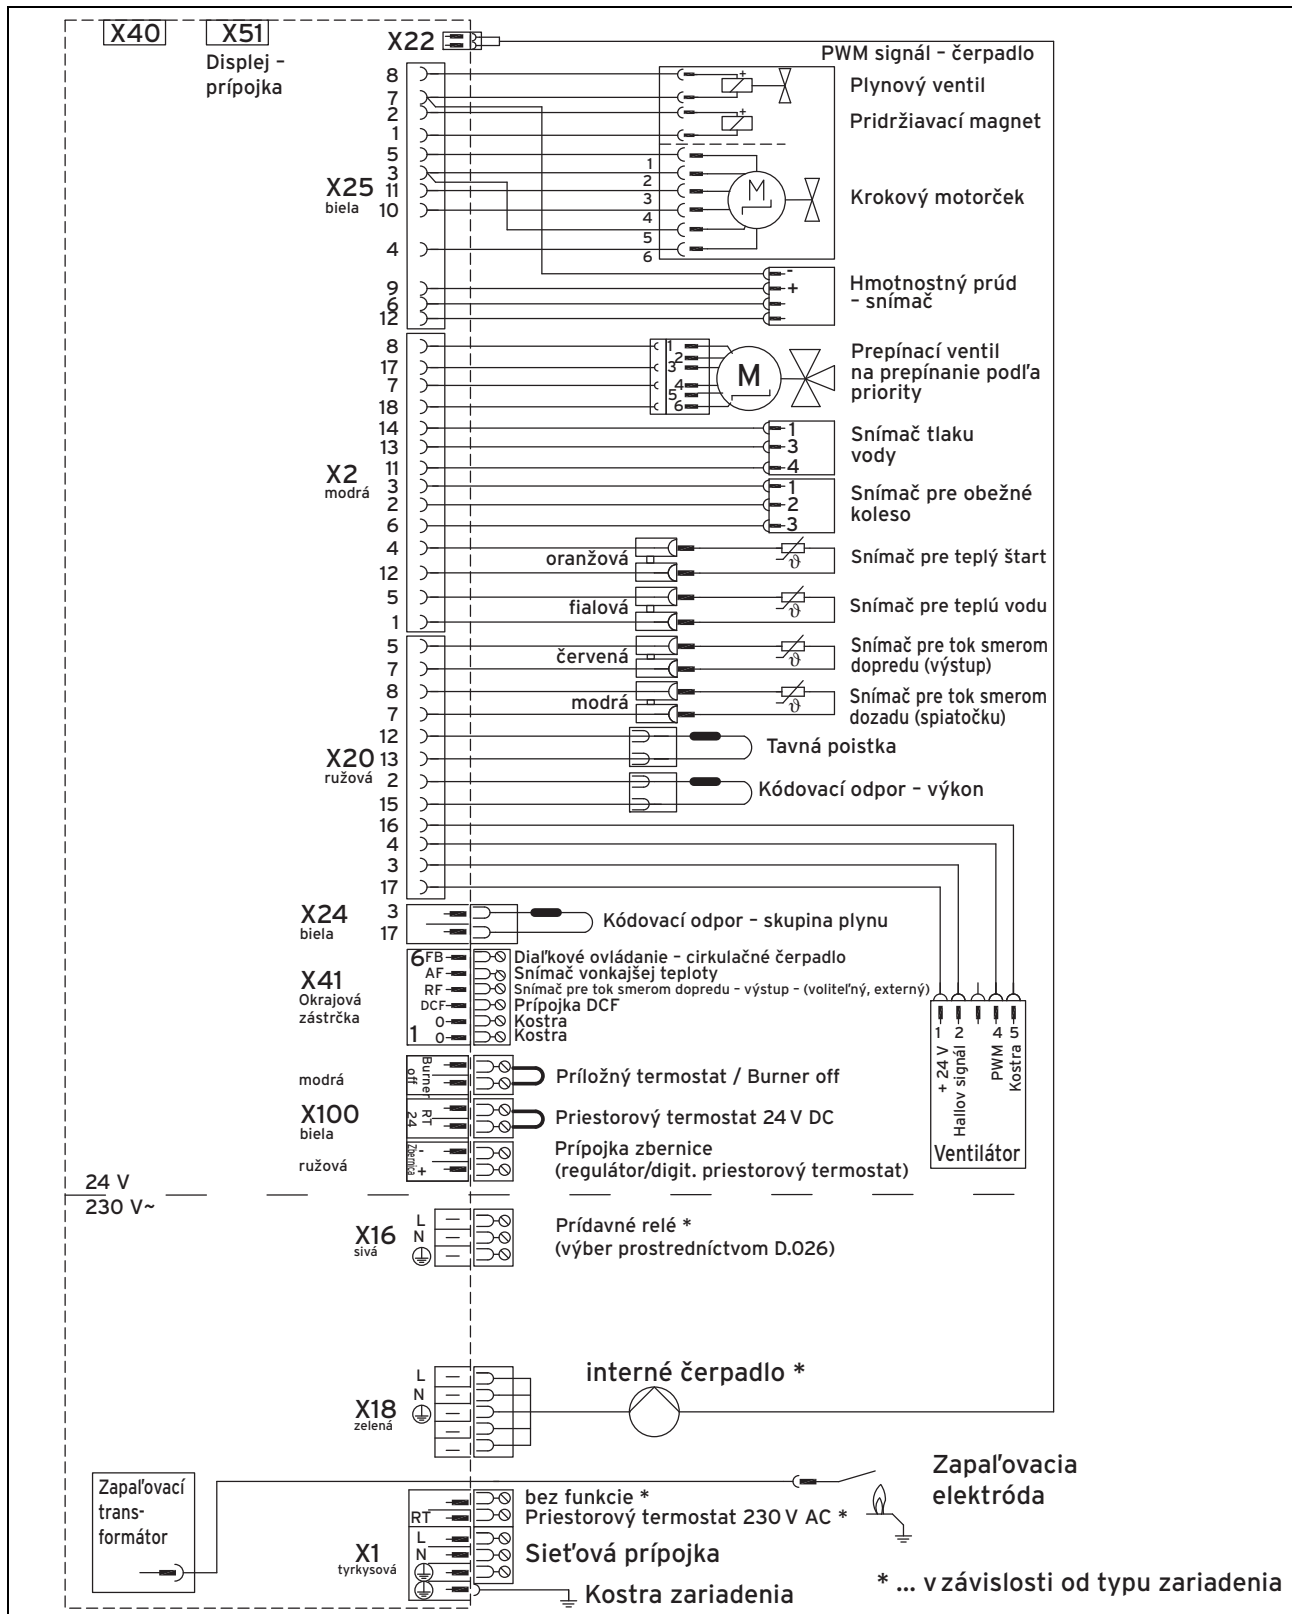 X40
X51
Displej –
prípojka
X22
PWM signál – čerpadlo
X25
biela
8
7
2
1
5
3
11
10
4
9
6
12
+
+
1
2
3
4
5
6
M
Plynový ventil
Pridržiavací magnet
Krokový motorček
-
+
Hmotnostný prúd
– snímač
X2
modrá
8
17
7
18
14
13
11
3
2
6
4
12
5
1
1
2
3
4
5
6
M
Prepínací ventil
na prepínanie podľa
priority
1
3
4
Snímač tlaku
vody
1
2
3
Snímač pre obežné
koleso
oranžová
ϑ
Snímač pre teplý štart
fialová
ϑ
Snímač pre teplú vodu
X20
ružová
5
7
8
7
12
13
2
15
16
4
3
17
červená
ϑ
Snímač pre tok smerom
dopredu (výstup)
modrá
ϑ
Snímač pre tok smerom
dozadu (spiatočku)
Tavná poistka
Kódovací odpor – výkon
X24
biela
3
17
Kódovací odpor – skupina plynu
X41
Okrajová
zástrčka
6 FB
AF
RF
DCF
0
1 0
Diaľkové ovládanie – cirkulačné čerpadlo
Snímač vonkajšej teploty
Snímač pre tok smerom dopredu – výstup – (voliteľný, externý)
Prípojka DCF
Kostra
Kostra
1 2 4 5
+ 24 V
Hallov signál
PWM
Kostra
Ventilátor
modrá
Burner
off
Príložný termostat / Burner off
X100
biela
RT
24
Priestorový termostat 24 V DC
ružová
Zbernica
-
+
Prípojka zbernice
(regulátor/digit. priestorový termostat)
24 V
230 V~
X16
sivá
L
N
Prídavné relé *
(výber prostredníctvom D.026)
X18
zelená
L
N
interné čerpadlo *
Zapaľovací
trans-
formátor
Zapaľovacia
elektróda
X1
tyrkysová
RT
L
N
bez funkcie *
Priestorový termostat 230 V AC *
Sieťová prípojka
Kostra zariadenia
* ... v závislosti od typu zariadenia